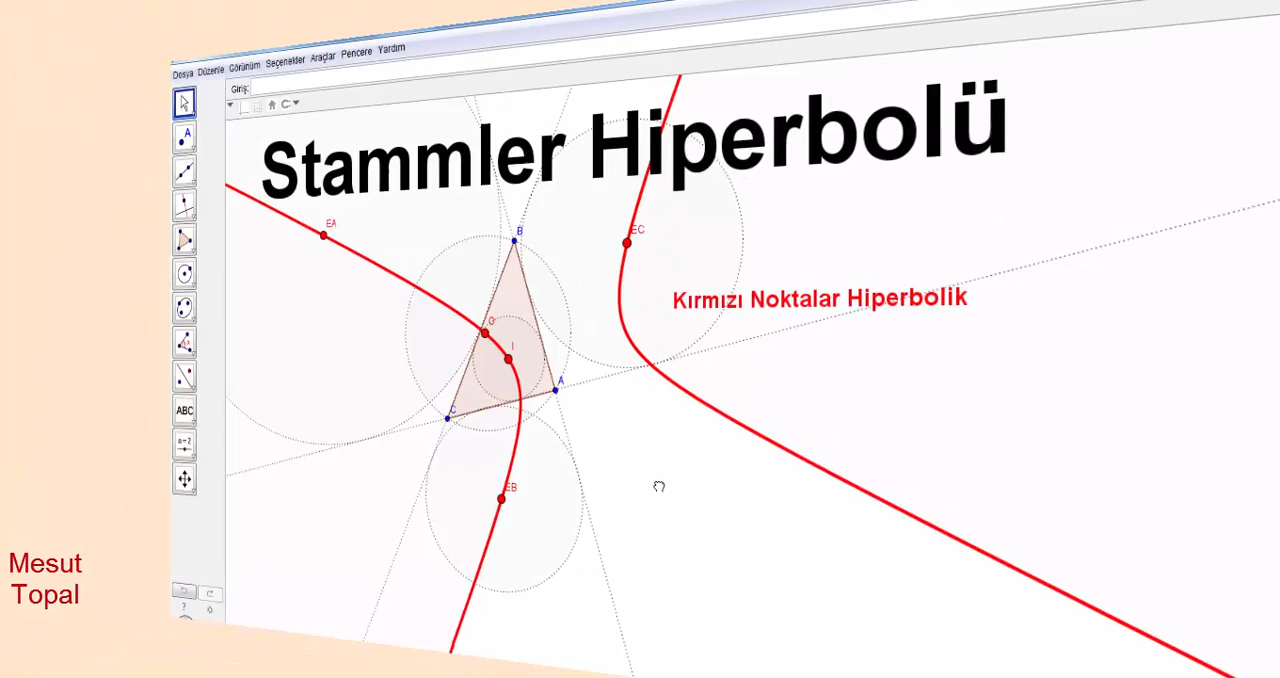 Dosya Düzenle Görünüm Seçenekler Araçlar Pencere Yardım
Giriş:
Stammler Hiperbolü
EA
B
EC
Kırmızı Noktalar Hiperbolik
O
I
A
C
EB
A
ABC
a=2
?
Mesut
Topal